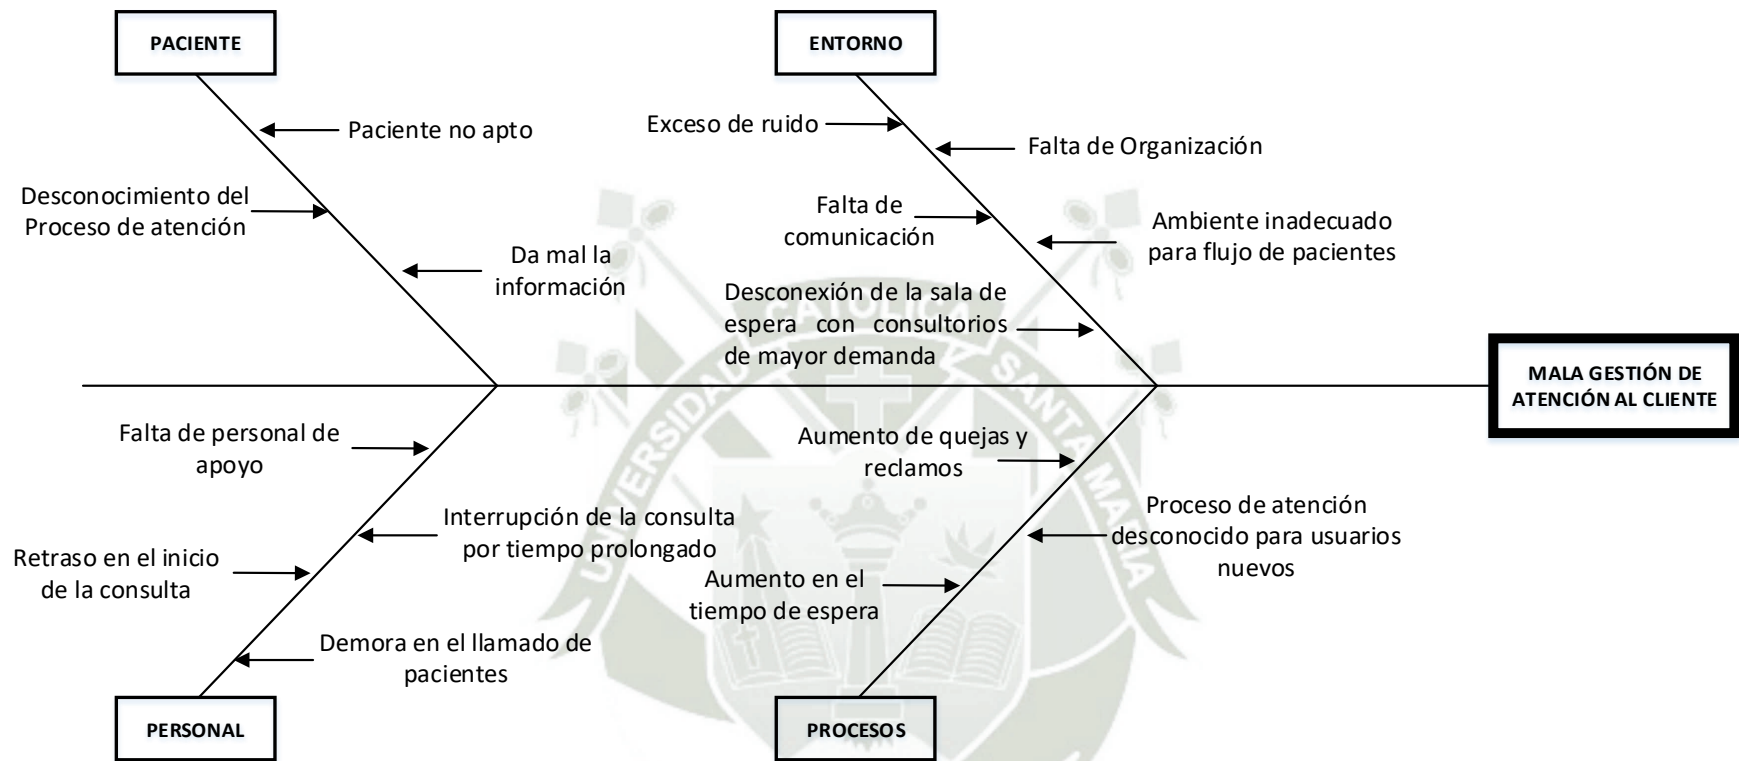 PACIENTE
Paciente no apto
Desconocimiento del
Proceso de atención
Da mal la
información
ENTORNO
Exceso de ruido
Falta de Organización
Falta de
comunicación
Ambiente inadecuado
para flujo de pacientes
Desconexión de la sala de
espera con consultorios
de mayor demanda
MALA GESTIÓN DE
ATENCIÓN AL CLIENTE
Falta de personal de
apoyo
Interrupción de la consulta
por tiempo prolongado
Retraso en el inicio
de la consulta
Demora en el llamado de
pacientes
PERSONAL
Aumento de quejas y
reclamos
Proceso de atención
desconocido para usuarios
nuevos
Aumento en el
tiempo de espera
PROCESOS
UNIVERSIDAD
CATOLICA
SANTA MARIA